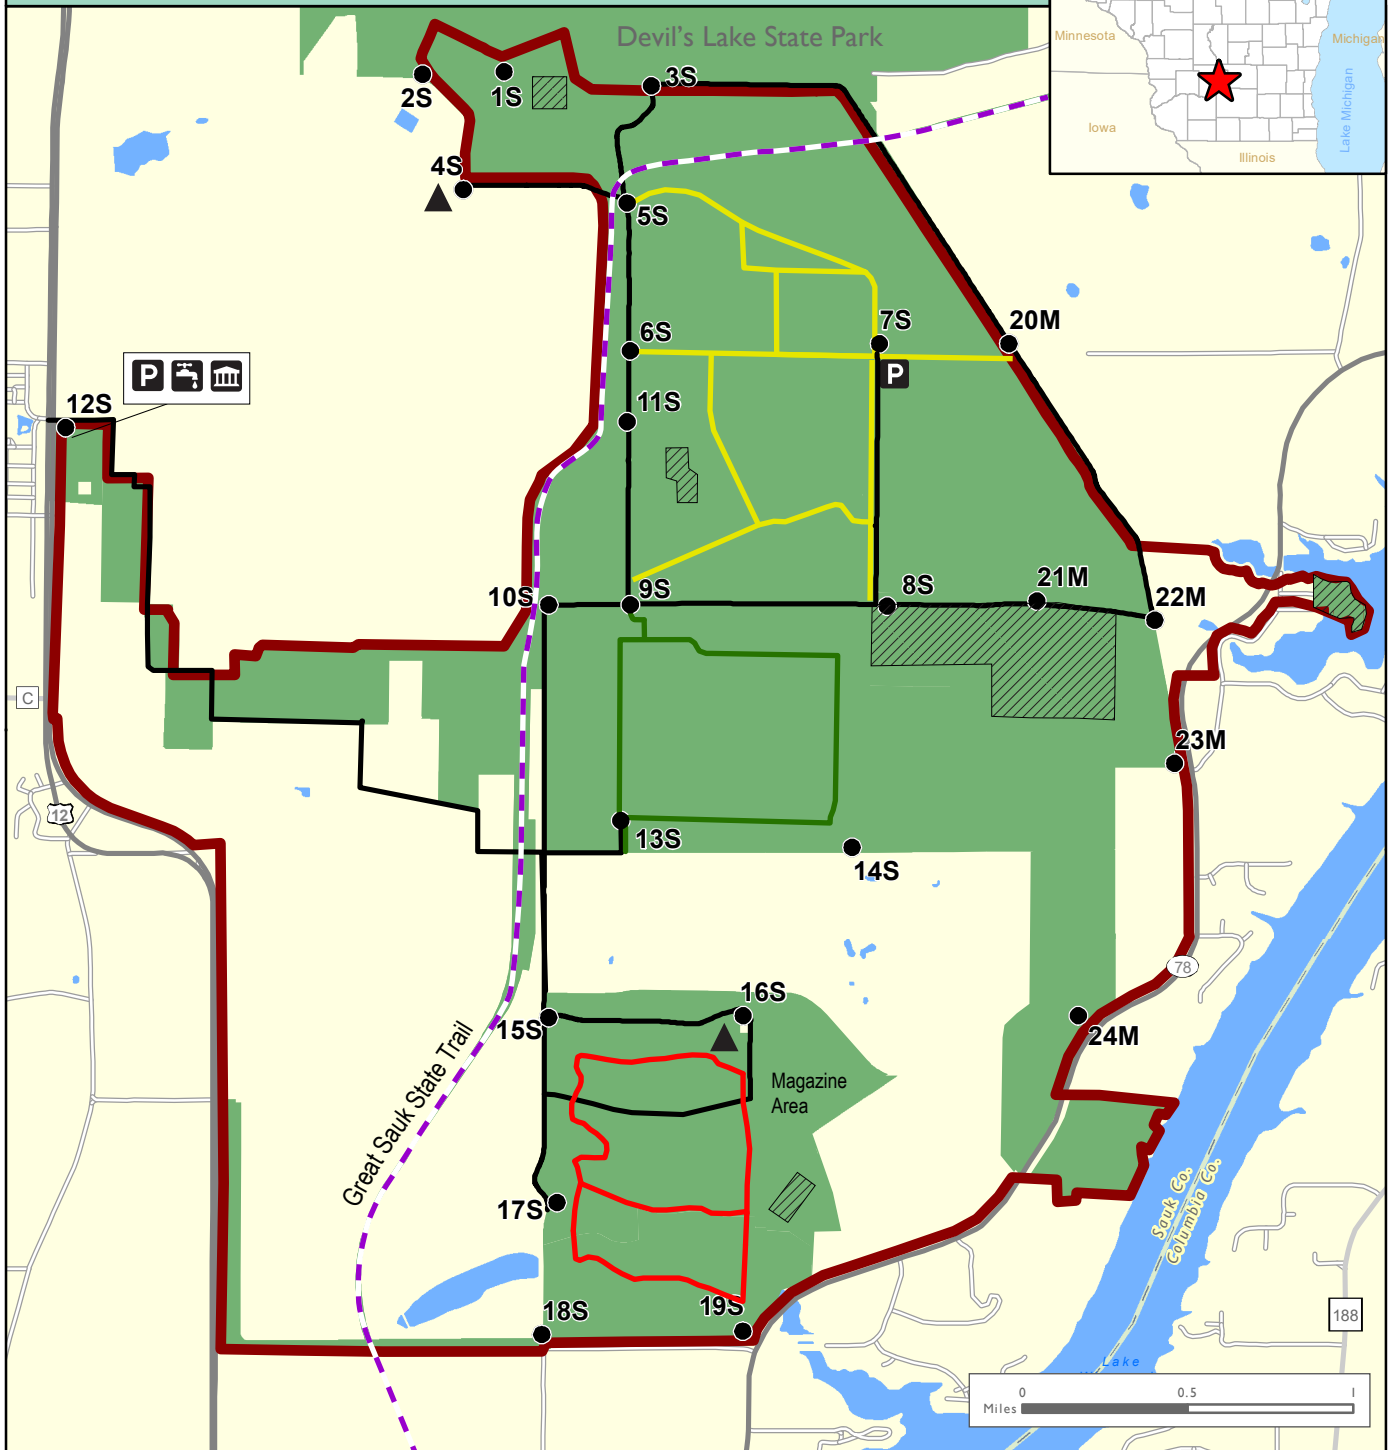 Devil's Lake State Park
Minnesota
Michigan
Iowa
Lake Michigan
Illinois
2S
1S
3S
4S
5S
6S
7S
20M
P
P
12S
11S
10S
9S
8S
21M
22M
C
23M
12
13S
14S
78
16S
15S
24M
Great Sauk State Trail
Magazine
Area
17S
Sauk Co.
Columbia Co.
18S
19S
188
Lake
0 0.5 1
Miles